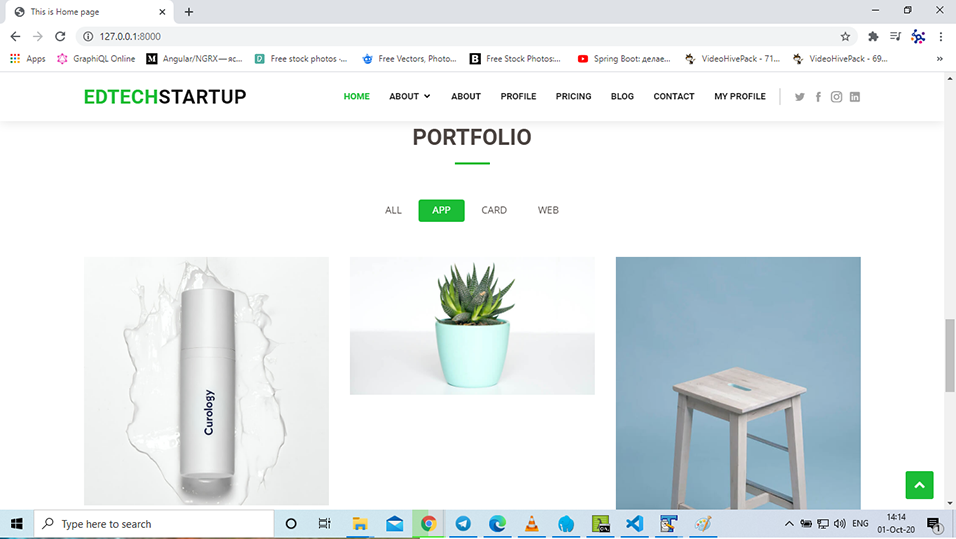 This is Home page
127.0.0.1:8000
Apps GraphiQL Online Angular/NGRX — яс... Free stock photos -... Free Vectors, Photo... Free Stock Photos:... Spring Boot: делае... VideoHivePack - 71... VideoHivePack - 69...
EDTECHSTARTUP HOME ABOUT ABOUT PROFILE PRICING BLOG CONTACT MY PROFILE
PORTFOLIO
ALL APP CARD WEB
Curology
Type here to search
ENG
14:14
01-Oct-20
1